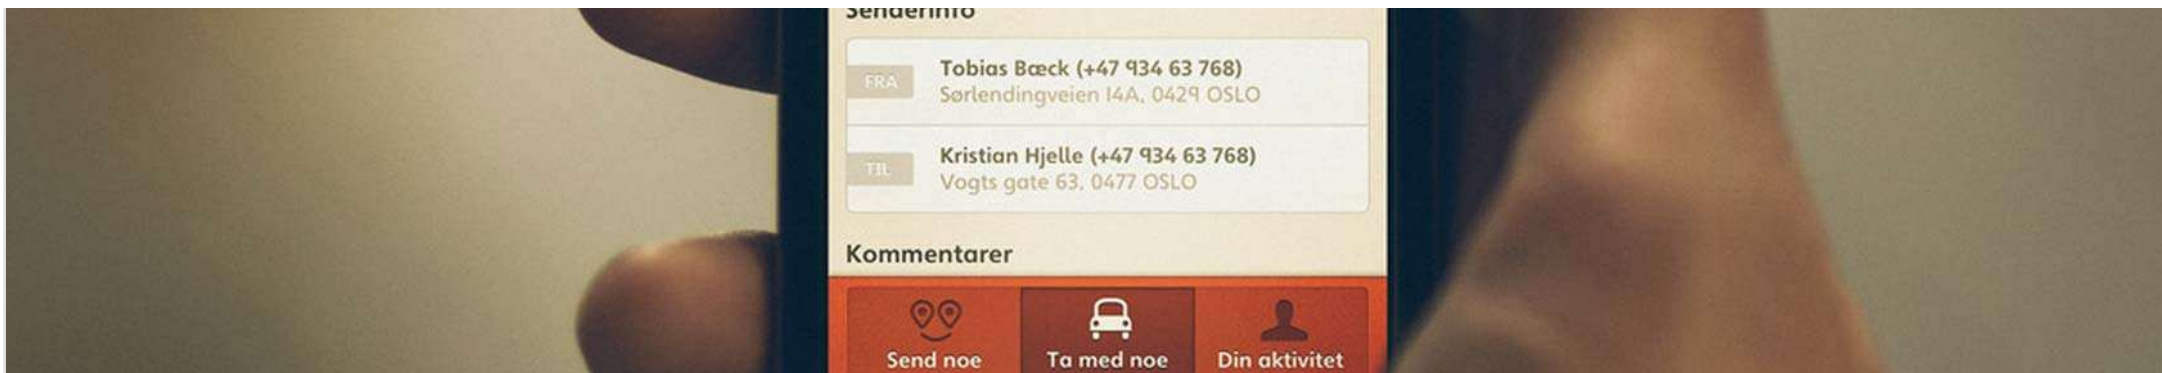 Senderinfo
FRA
Tobias Bæck (+47 934 63 768)
Sørlendingveien 14A, 0429 OSLO
TIL
Kristian Hjelle (+47 934 63 768)
Vogts gate 63, 0477 OSLO
Kommentarer
Send noe
Ta med noe
Din aktivitet